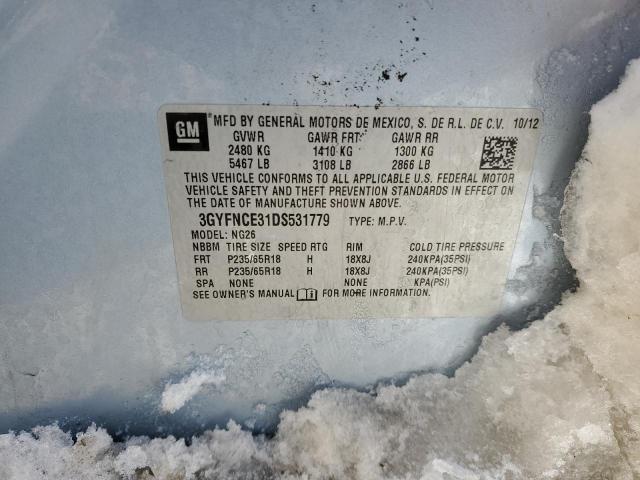 GM MFD BY GENERAL MOTORS DE MEXICO, S. DE R.L. DE C.V. 10/12
GVWR GAWR FRT GAWR RR
2480 KG 1410 KG 1300 KG
5467 LB 3108 LB 2866 LB
THIS VEHICLE CONFORMS TO ALL APPLICABLE U.S. FEDERAL MOTOR
VEHICLE SAFETY AND THEFT PREVENTION STANDARDS IN EFFECT ON
THE DATE OF MANUFACTURE SHOWN ABOVE.
3GYFNCE31DS531779 TYPE: M.P.V.
MODEL: NG26
NBBM TIRE SIZE SPEED RTG RIM COLD TIRE PRESSURE
FRT P235/65R18 H 18X8J 240KPA(35PSI)
RR P235/65R18 H 18X8J 240KPA(35PSI)
SPA NONE NONE KPA(PSI)
SEE OWNER'S MANUAL FOR MORE INFORMATION.